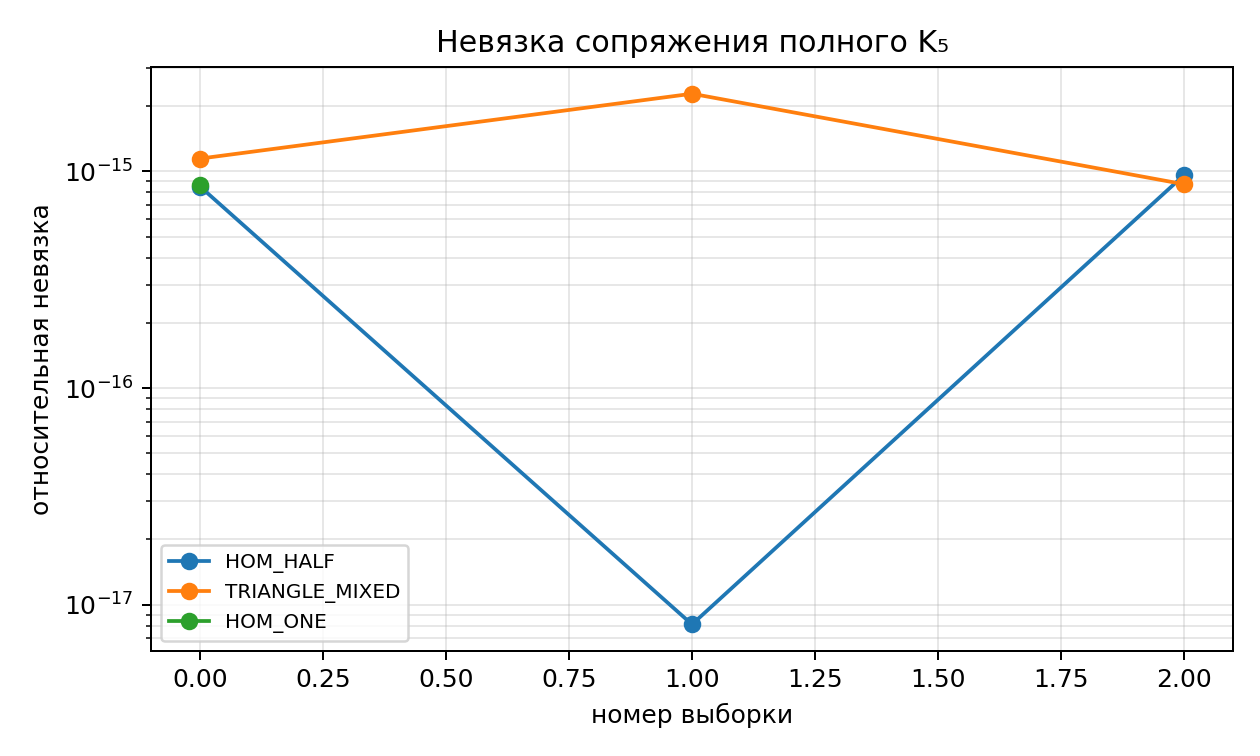 Невязка сопряжения полного K₅
относительная невязка
10⁻¹⁵
10⁻¹⁶
10⁻¹⁷
HOM_HALF
TRIANGLE_MIXED
HOM_ONE
0.00 0.25 0.50 0.75 1.00 1.25 1.50 1.75 2.00
номер выборки